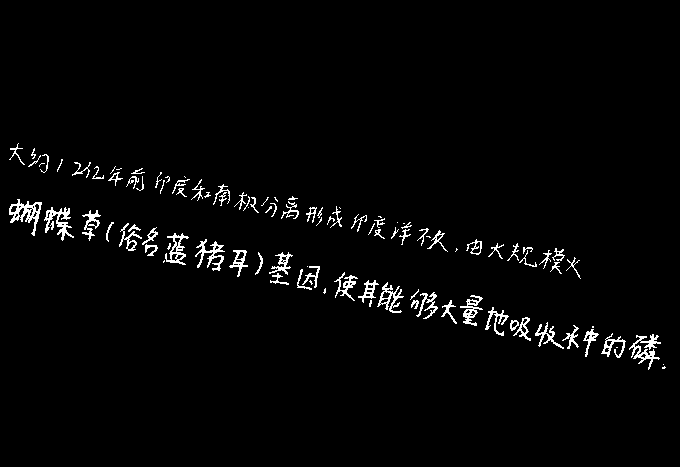 大约12亿年前印度和南极分离形成印度洋不久,由大规模火
蝴蝶草(俗名蓝猪耳)基因,使其能够大量地吸收水中的磷.